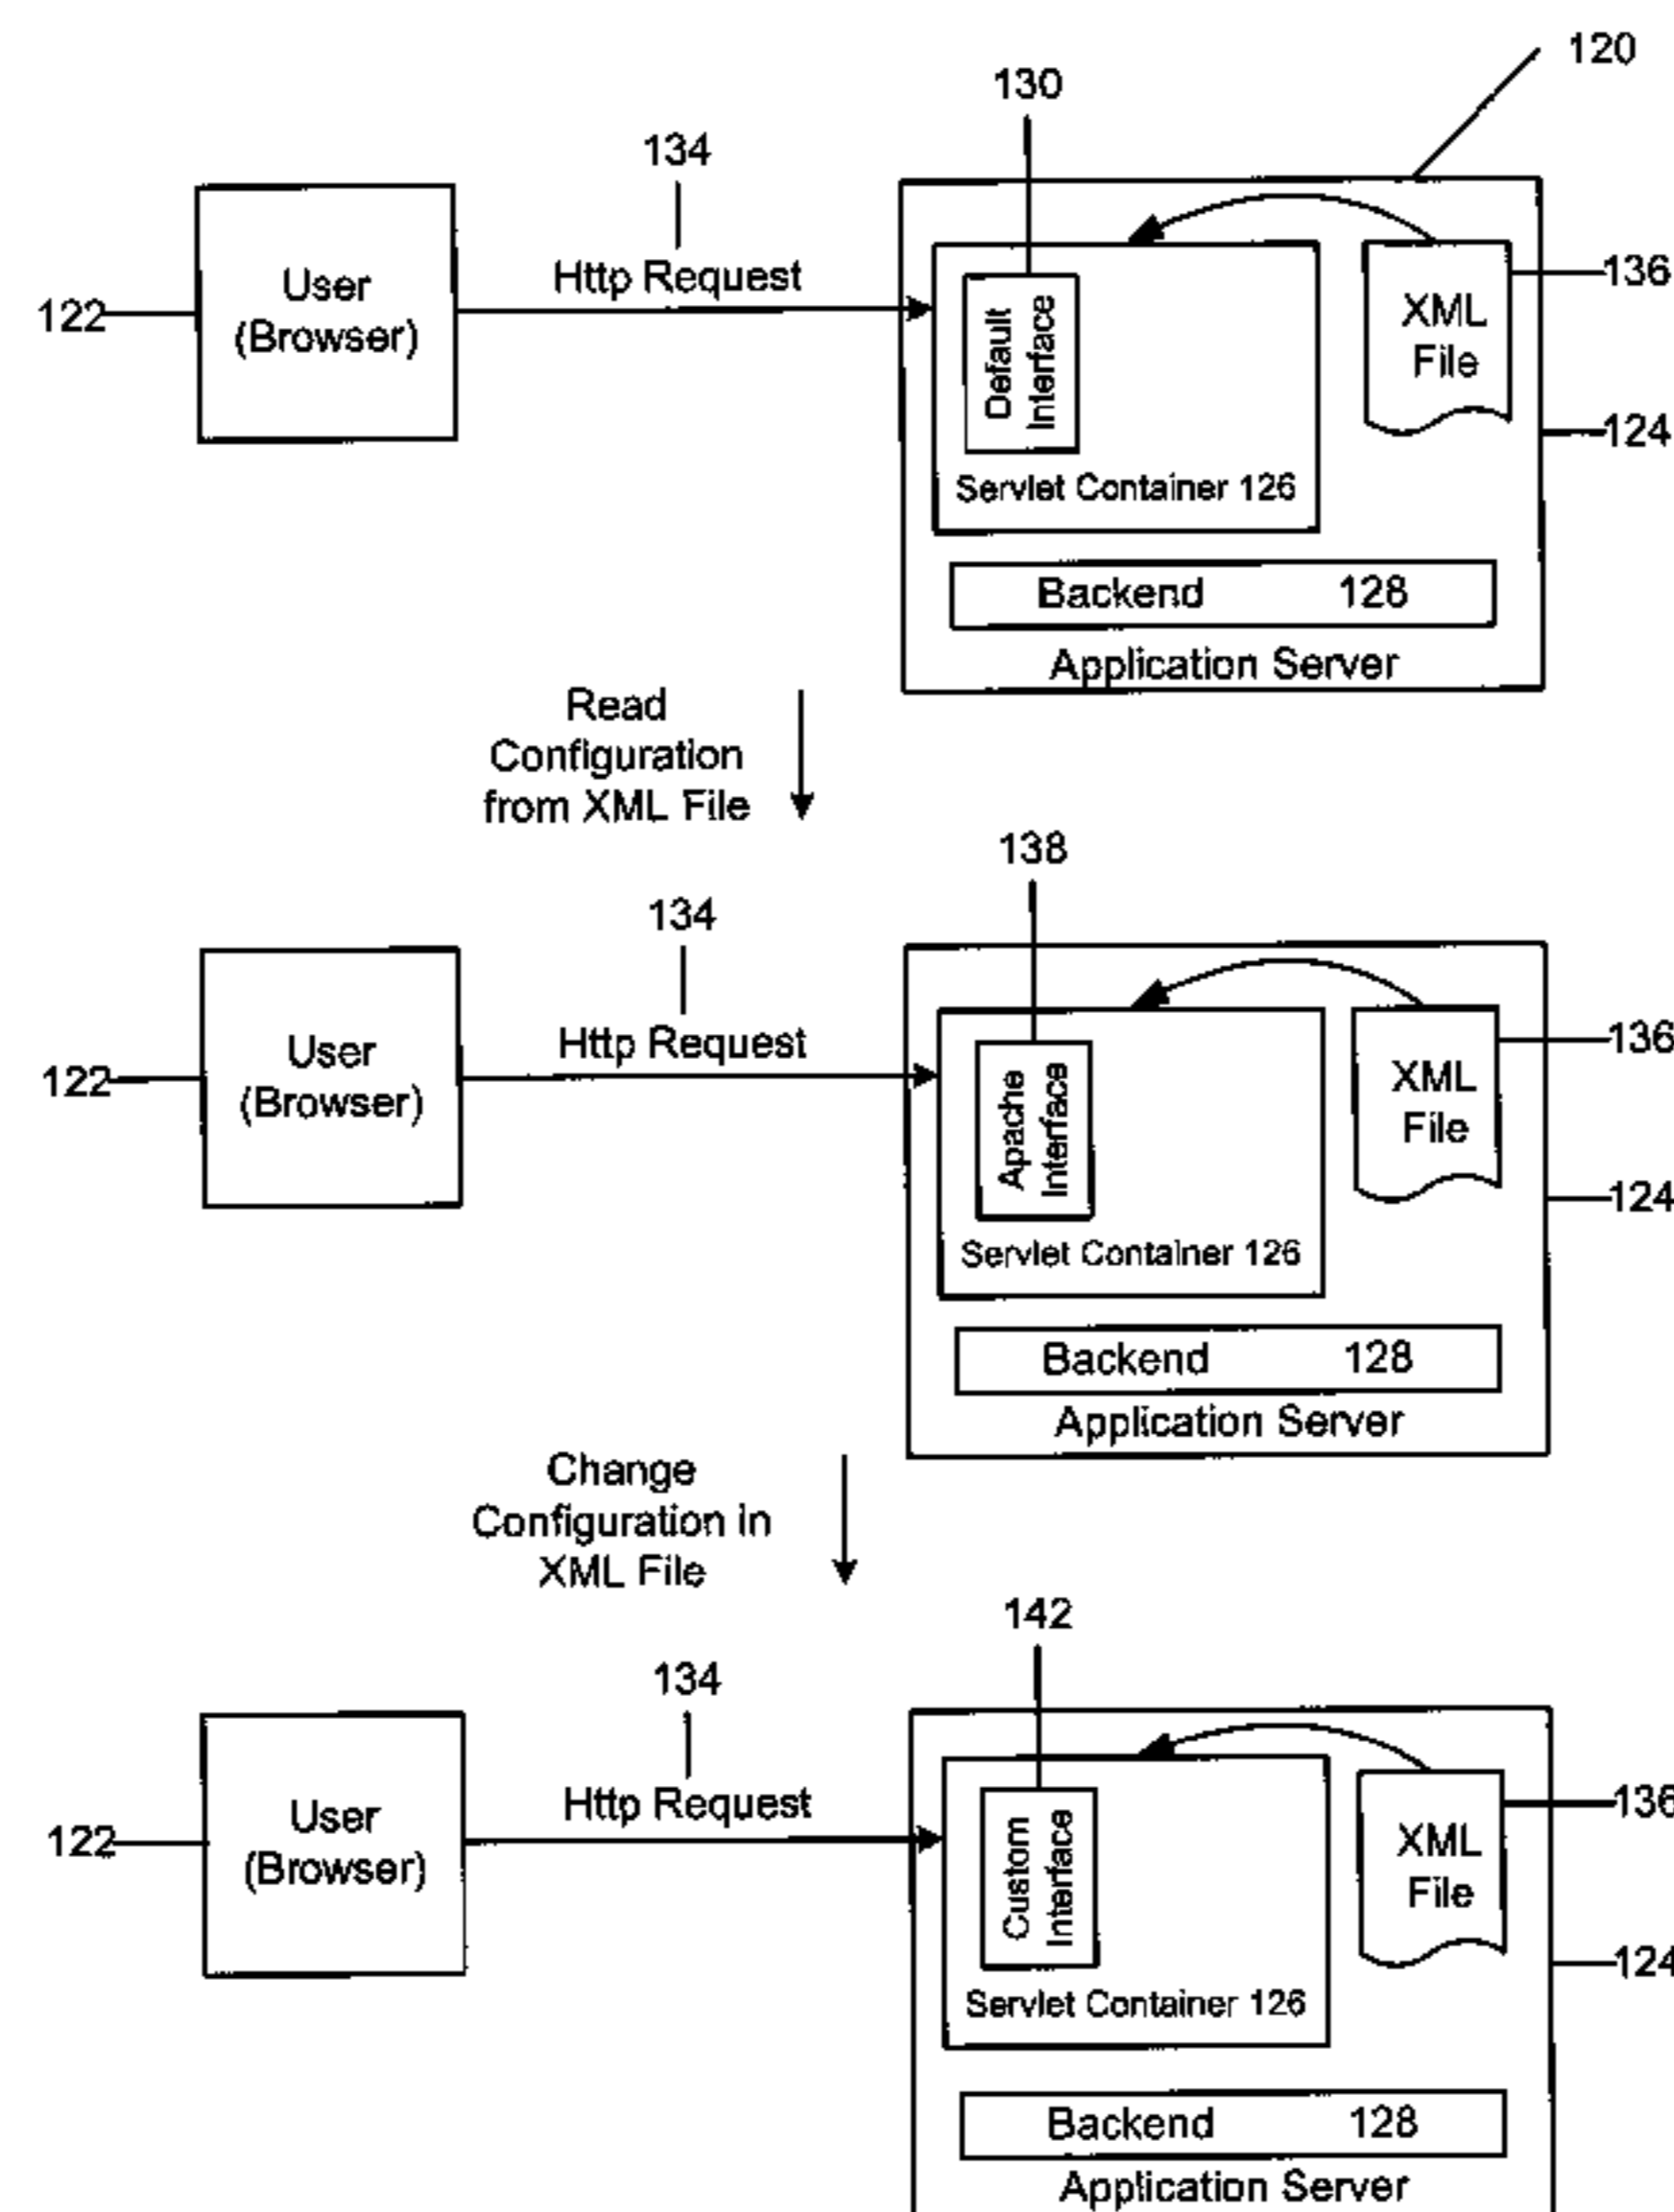 120
130
134
User
(Browser)
Http Request
122
136
XML
File
Default
Interface
124
Servlet Container 126
Backend 128
Application Server
Read
Configuration
from XML File
138
134
User
(Browser)
Http Request
122
136
XML
File
Apache
Interface
124
Servlet Container 126
Backend 128
Application Server
Change
Configuration in
XML File
142
134
User
(Browser)
Http Request
122
136
XML
File
Custom
Interface
124
Servlet Container 126
Backend 128
Application Server